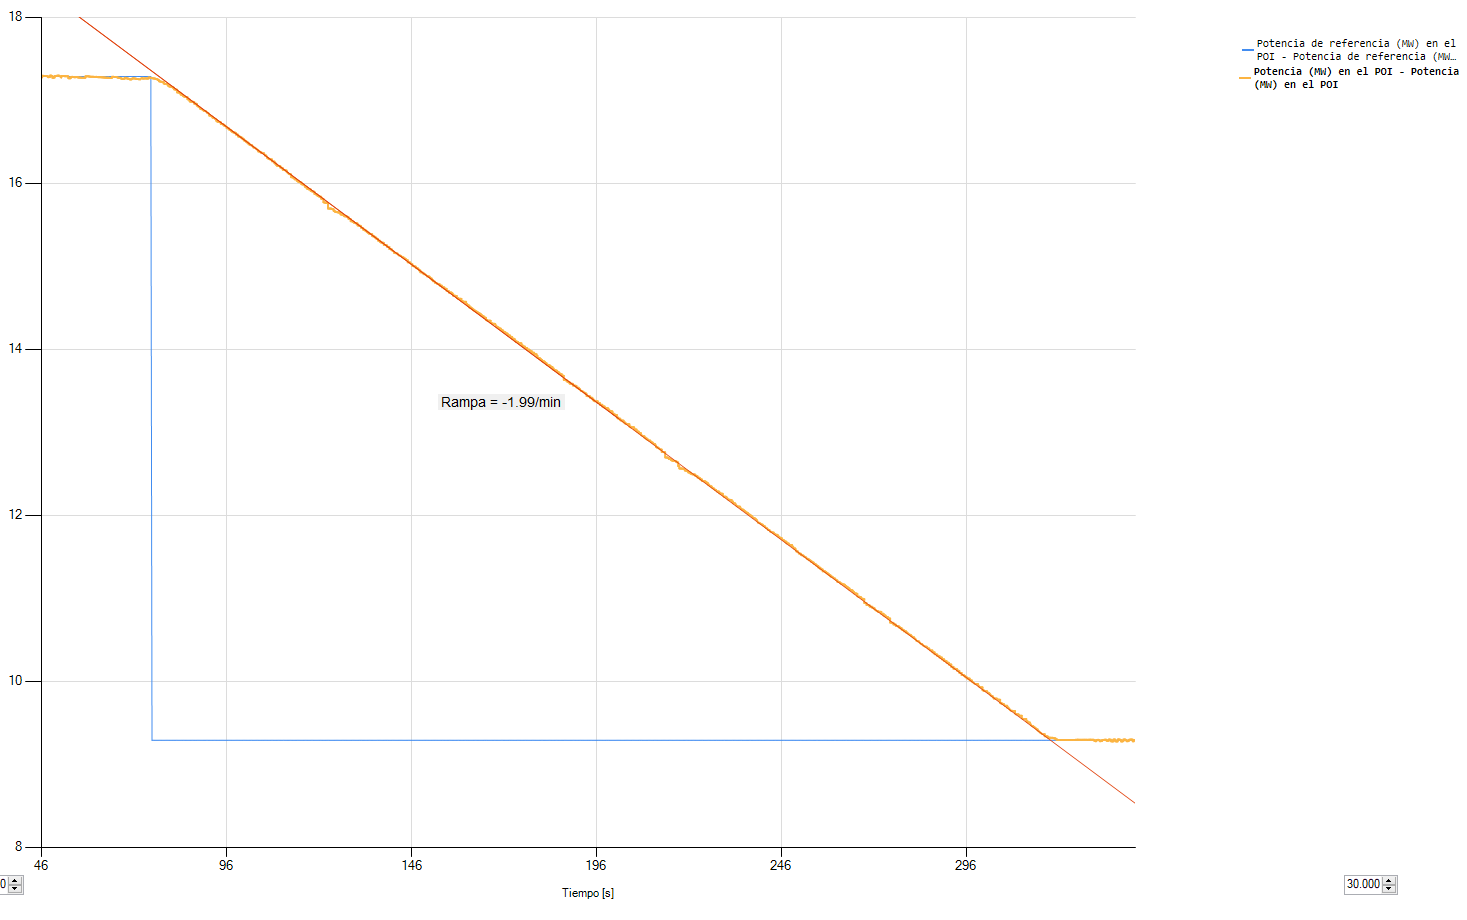 18
16
14
12
10
8
46
96
146
196
246
296
Tiempo [s]
Rampa = -1.99/min
Potencia de referencia (MW) en el
POI - Potencia de referencia (MW…
Potencia (MW) en el POI - Potencia
(MW) en el POI
0
30.000